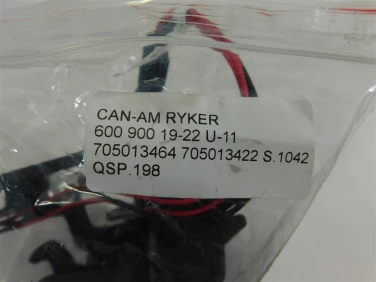 CAN-AM RYKER
600 900 19-22 U-11
705013464 705013422 S.1042
QSP.198